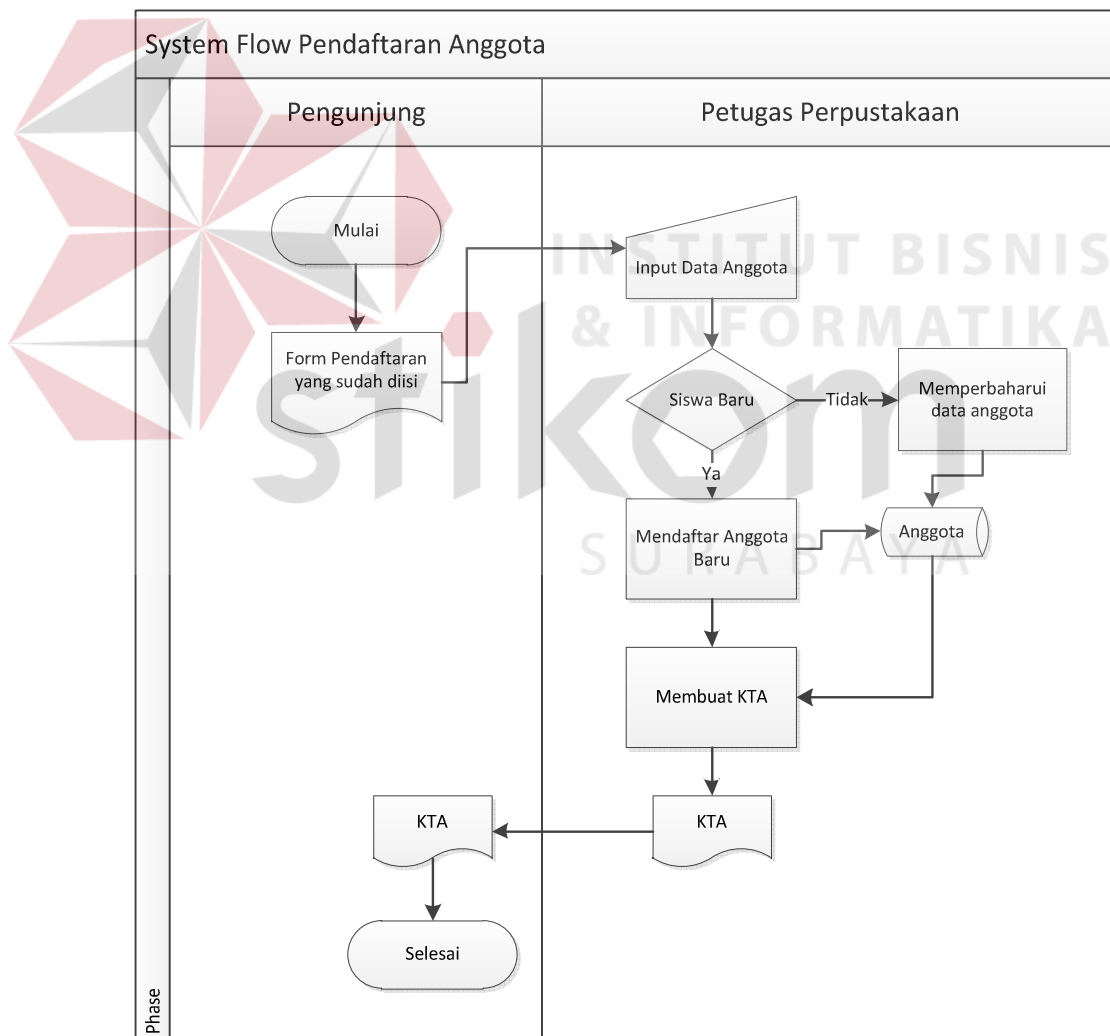 System Flow Pendaftaran Anggota
Pengunjung
Petugas Perpustakaan
Mulai
Input Data Anggota
Form Pendaftaran
yang sudah diisi
Siswa Baru
Tidak
Memperbaharui
data anggota
Ya
Mendaftar Anggota
Baru
Anggota
Membuat KTA
KTA
KTA
Selesai
Phase
INSTITUT BISNIS
& INFORMATIKA
stikom
SURABAYA